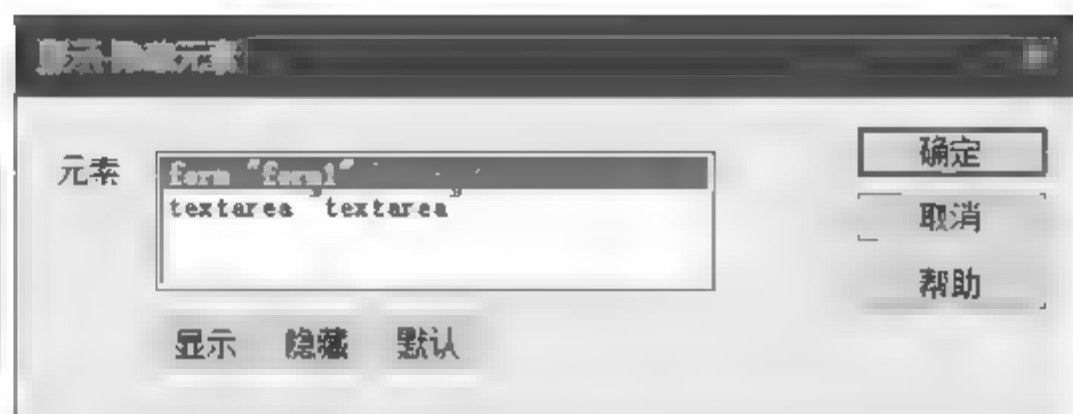 显示-隐藏元素
元素
form "form1"
textarea "textarea"
确定
取消
帮助
显示 隐藏 默认